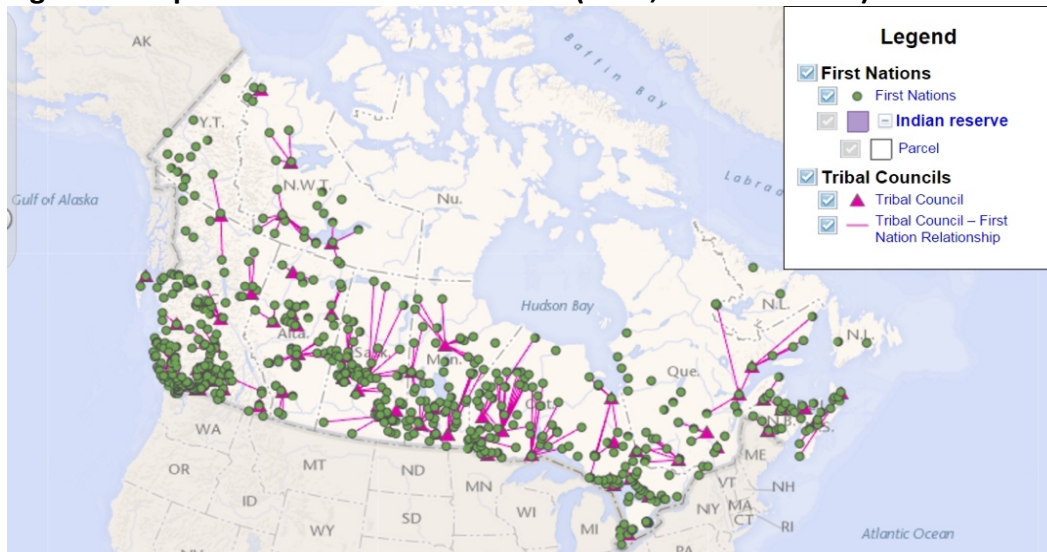 Legend
First Nations
First Nations
Indian reserve
Parcel
Tribal Councils
Tribal Council
Tribal Council – First
Nation Relationship
AK
Baffin Bay
Y.T.
N.W.T.
Nu.
Gulf of Alaska
Hudson Bay
N.L.
Alta.
Sask.
Man.
Que.
Ont.
N.B.
WA
ME
MT
ND
OR
MN
VT
NH
ID
SD
WI
NY
MA
WY
MI
CT
RI
PA
Atlantic Ocean